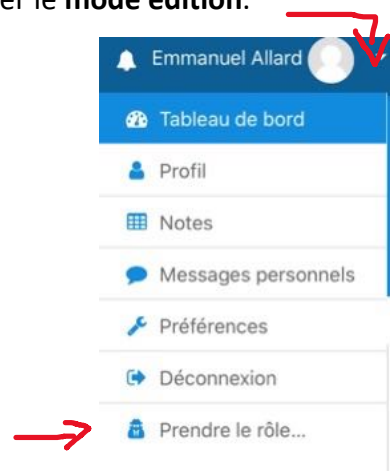 er le mode édition.
Emmanuel Allard
Tableau de bord
Profil
Notes
Messages personnels
Préférences
Déconnexion
Prendre le rôle...